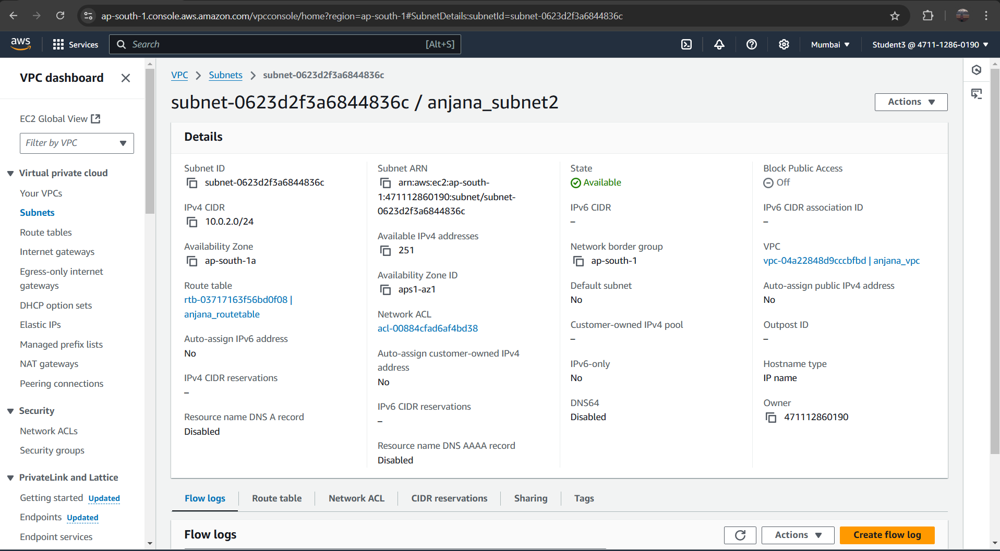 ap-south-1.console.aws.amazon.com/vpcconsole/home?region=ap-south-1#SubnetDetails:subnetId=subnet-0623d2f3a6844836c
aws
Services
Search
[Alt+S]
Mumbai
Student3 @ 4711-1286-0190
VPC dashboard
EC2 Global View
Filter by VPC
Virtual private cloud
Your VPCs
Subnets
Route tables
Internet gateways
Egress-only internet
gateways
DHCP option sets
Elastic IPs
Managed prefix lists
NAT gateways
Peering connections
Security
Network ACLs
Security groups
PrivateLink and Lattice
Getting started Updated
Endpoints Updated
Endpoint services
VPC
Subnets
subnet-0623d2f3a6844836c
subnet-0623d2f3a6844836c / anjana_subnet2
Actions
Details
Subnet ID
subnet-0623d2f3a6844836c
IPv4 CIDR
10.0.2.0/24
Availability Zone
ap-south-1a
Route table
rtb-03717163f56bd0f08 |
anjana_routetable
Auto-assign IPv6 address
No
IPv4 CIDR reservations
–
Resource name DNS A record
Disabled
Subnet ARN
arn:aws:ec2:ap-south-
1:471112860190:subnet/subnet-
0623d2f3a6844836c
Available IPv4 addresses
251
Availability Zone ID
aps1-az1
Network ACL
acl-00884cfad6af4bd38
Auto-assign customer-owned IPv4
address
No
IPv6 CIDR reservations
–
Resource name DNS AAAA record
Disabled
State
Available
IPv6 CIDR
–
Network border group
ap-south-1
Default subnet
No
Customer-owned IPv4 pool
–
IPv6-only
No
DNS64
Disabled
Block Public Access
Off
IPv6 CIDR association ID
–
VPC
vpc-04a22848d9cccbfbd | anjana_vpc
Auto-assign public IPv4 address
No
Outpost ID
–
Hostname type
IP name
Owner
471112860190
Flow logs
Route table
Network ACL
CIDR reservations
Sharing
Tags
Flow logs
Actions
Create flow log